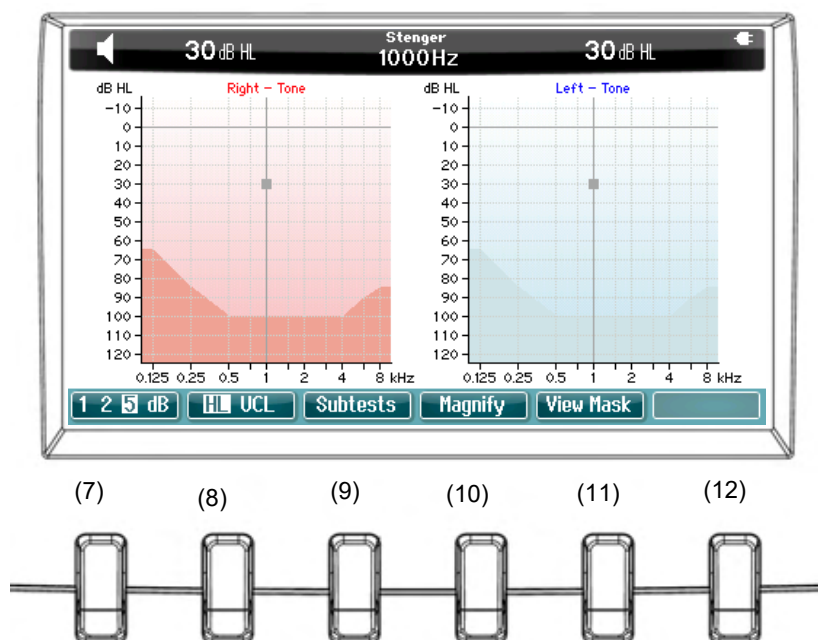 Stenger
30 dB HL 1000Hz 30 dB HL
dB HL Right - Tone dB HL Left - Tone
-10 -10
0 0
10 10
20 20
30 30
40 40
50 50
60 60
70 70
80 80
90 90
100 100
110 110
120 120
0.125 0.25 0.5 1 2 4 8 kHz 0.125 0.25 0.5 1 2 4 8 kHz
1 2 5 dB HL UCL Subtests Magnify View Mask
(7) (8) (9) (10) (11) (12)